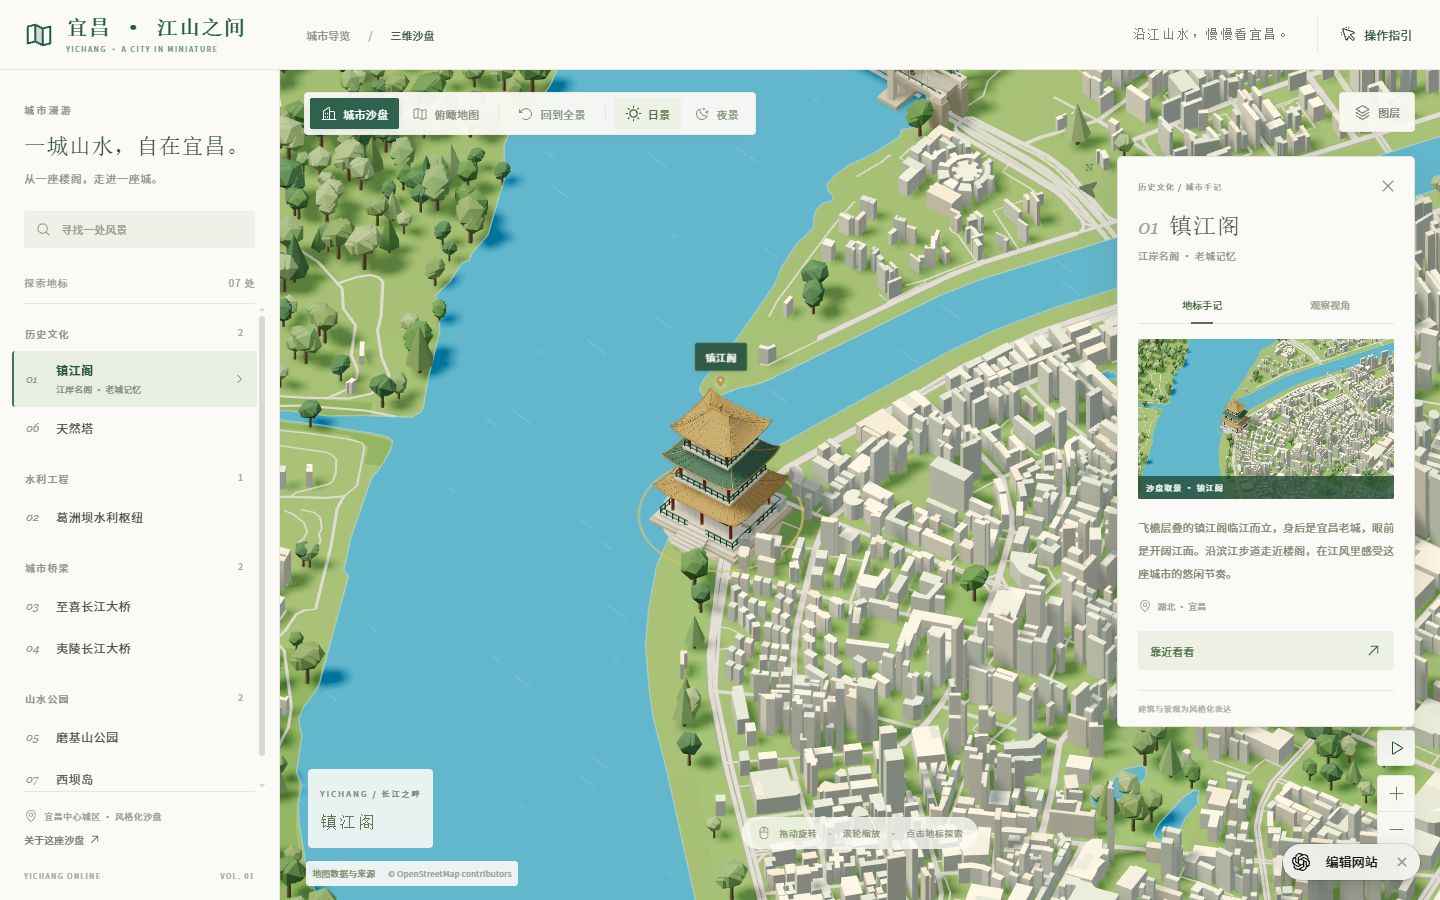 宜昌 • 江山之间
YICHANG • A CITY IN MINIATURE
城市导览 / 三维沙盘
沿江山水，慢慢看宜昌。
操作指引
城市漫游
一城山水，自在宜昌。
从一座楼阁，走进一座城。
寻找一处风景
探索地标 07 处
历史文化 2
01 镇江阁
江岸名阁 • 老城记忆
06 天然塔
水利工程 1
02 葛洲坝水利枢纽
城市桥梁 2
03 至喜长江大桥
04 夷陵长江大桥
山水公园 2
05 磨基山公园
07 西坝岛
宜昌中心城区 • 风格化沙盘
关于这座沙盘
YICHANG ONLINE VOL. 01
城市沙盘 俯瞰地图 回到全景 日景 夜景
图层
N
镇江阁
YICHANG / 长江之畔
镇江阁
地图数据与来源 © OpenStreetMap contributors
拖动旋转 · 滚轮缩放 · 点击地标探索
历史文化 / 城市手记
01 镇江阁
江岸名阁 • 老城记忆
地标手记 观察视角
沙盘取景 • 镇江阁
飞檐层叠的镇江阁临江而立，身后是宜昌老城，眼前
是开阔江面。沿滨江步道走近楼阁，在江风里感受这
座城市的悠闲节奏。
湖北 • 宜昌
靠近看看
建筑与景观为风格化表达
编辑网站